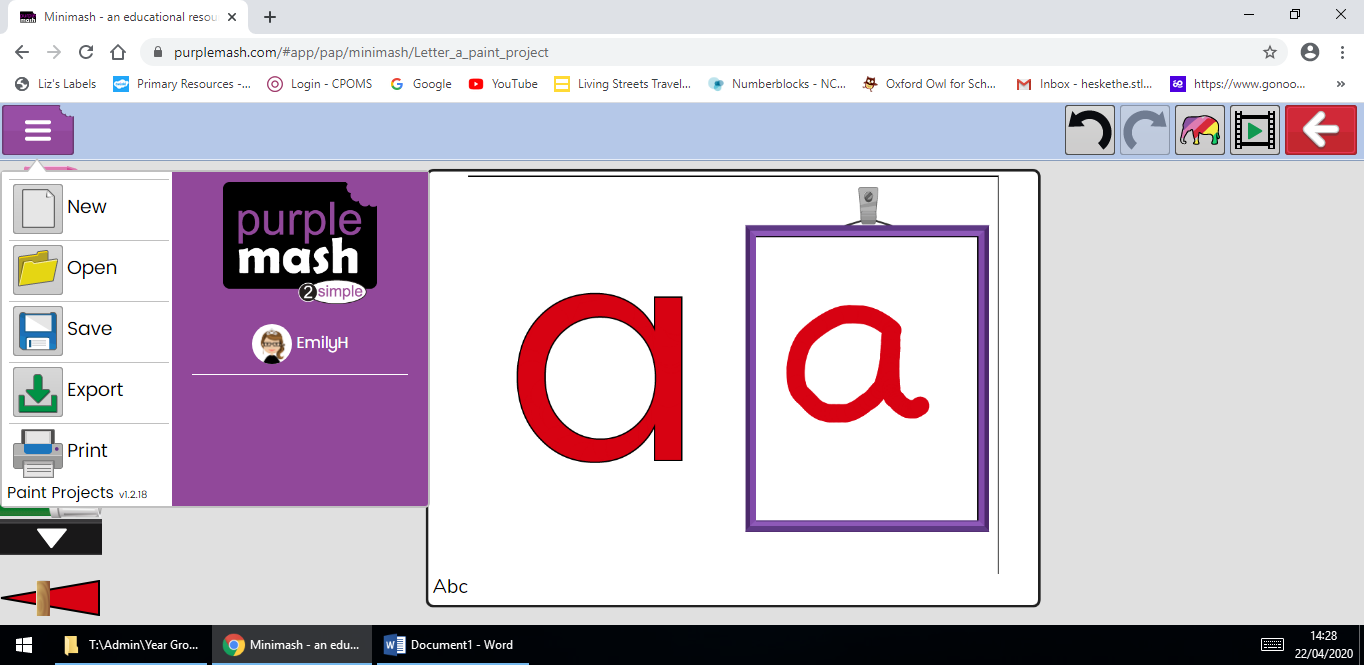 Minimash - an educational resou
purplemash.com/#app/pap/minimash/Letter_a_paint_project
Liz's Labels Primary Resources -... Login - CPOMS Google YouTube Living Streets Travel... Numberblocks - NC... Oxford Owl for Sch... Inbox - heskethe.stl... https://www.gonoo... »
New
Open
Save
Export
Print
Paint Projects v1.2.18
purple
mash
2simple
EmilyH
a a
Abc
T:\Admin\Year Gro... Minimash - an edu... Document1 - Word
14:28
22/04/2020